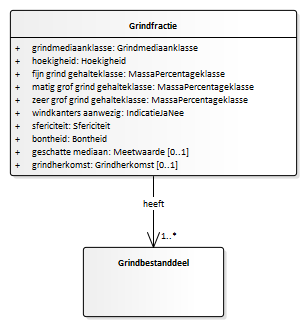 Grindfractie
+ grindmediaanklasse: Grindmediaanklasse
+ hoekigheid: Hoekigheid
+ fijn grind gehalteklasse: MassaPercentageklasse
+ matig grof grind gehalteklasse: MassaPercentageklasse
+ zeer grof grind gehalteklasse: MassaPercentageklasse
+ windkanters aanwezig: IndicatieJaNee
+ sfericiteit: Sfericiteit
+ bontheid: Bontheid
+ geschatte mediaan: Meetwaarde [0..1]
+ grindherkomst: Grindherkomst [0..1]
heeft
1..*
Grindbestanddeel